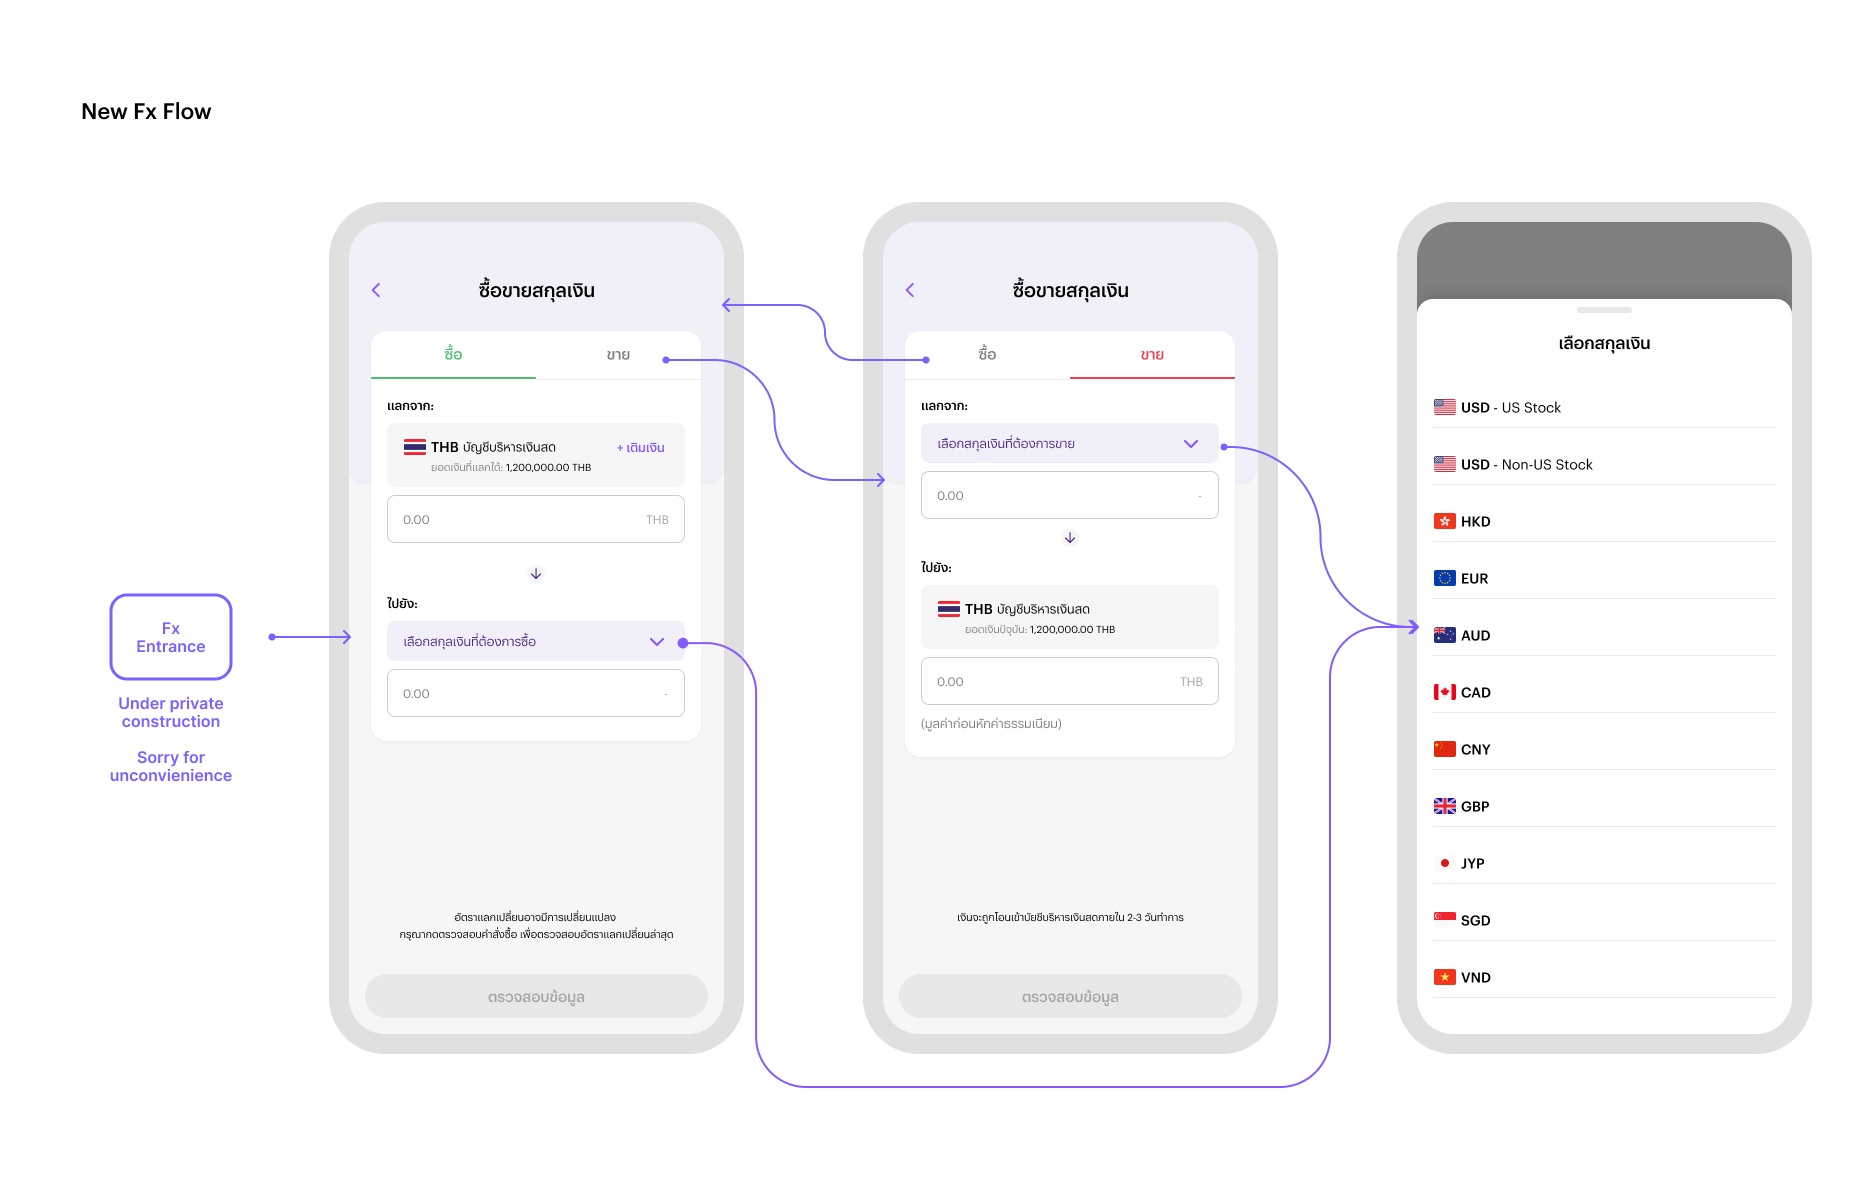 New Fx Flow
Fx
Entrance
Under private
construction
Sorry for
unconvienience
ซื้อขายสกุลเงิน
ซื้อ
ขาย
แลกจาก:
THB บัญชีบริหารเงินสด
+ เติมเงิน
ยอดเงินที่แลกได้: 1,200,000.00 THB
0.00
THB
ไปยัง:
เลือกสกุลเงินที่ต้องการซื้อ
0.00
-
อัตราแลกเปลี่ยนอาจมีการเปลี่ยนแปลง
กรุณากดตรวจสอบคำสั่งซื้อ เพื่อตรวจสอบอัตราแลกเปลี่ยนล่าสุด
ตรวจสอบข้อมูล
ซื้อขายสกุลเงิน
ซื้อ
ขาย
แลกจาก:
เลือกสกุลเงินที่ต้องการขาย
0.00
-
ไปยัง:
THB บัญชีบริหารเงินสด
ยอดเงินปัจุบัน: 1,200,000.00 THB
0.00
THB
(มูลค่าก่อนหักค่าธรรมเนียม)
เงินจะถูกโอนเข้าบัยชีบริหารเงินสดภายใน 2-3 วันทำการ
ตรวจสอบข้อมูล
เลือกสกุลเงิน
USD - US Stock
USD - Non-US Stock
HKD
EUR
AUD
CAD
CNY
GBP
JYP
SGD
VND